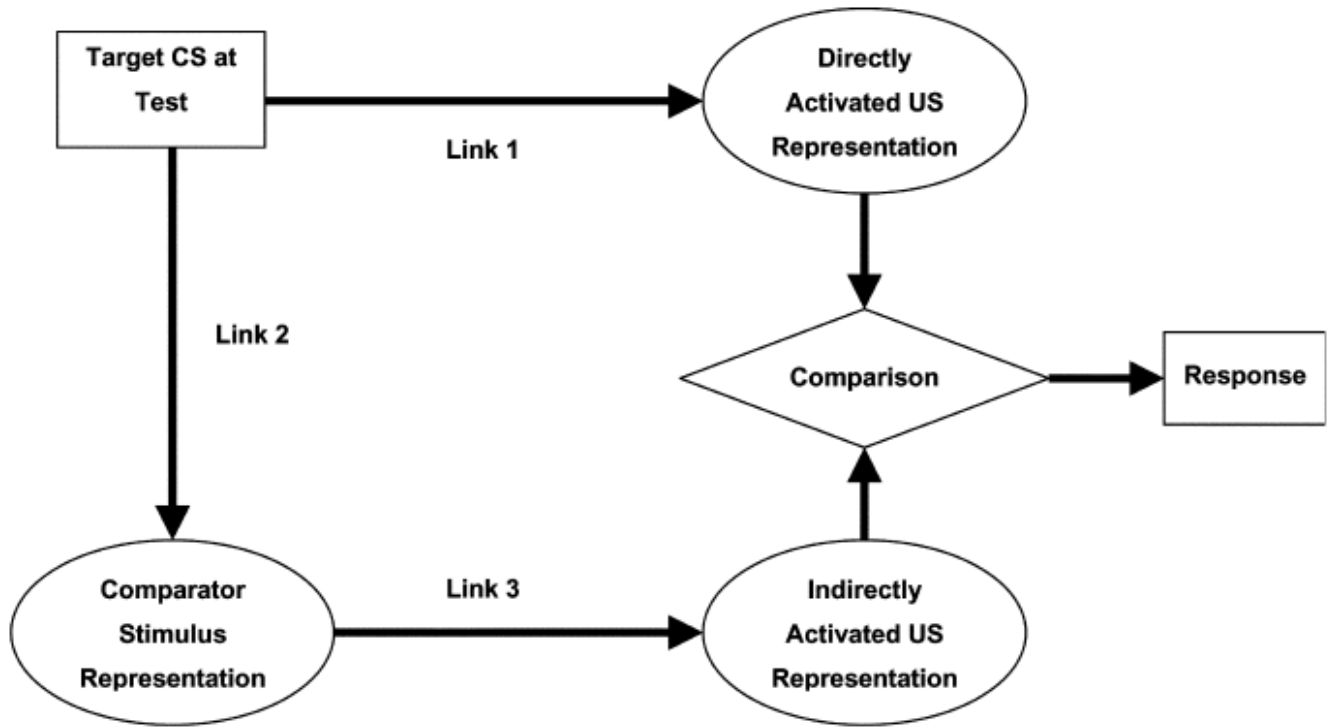 Target CS at
Test
Directly
Activated US
Representation
Link 1
Link 2
Comparison
Response
Comparator
Stimulus
Representation
Link 3
Indirectly
Activated US
Representation